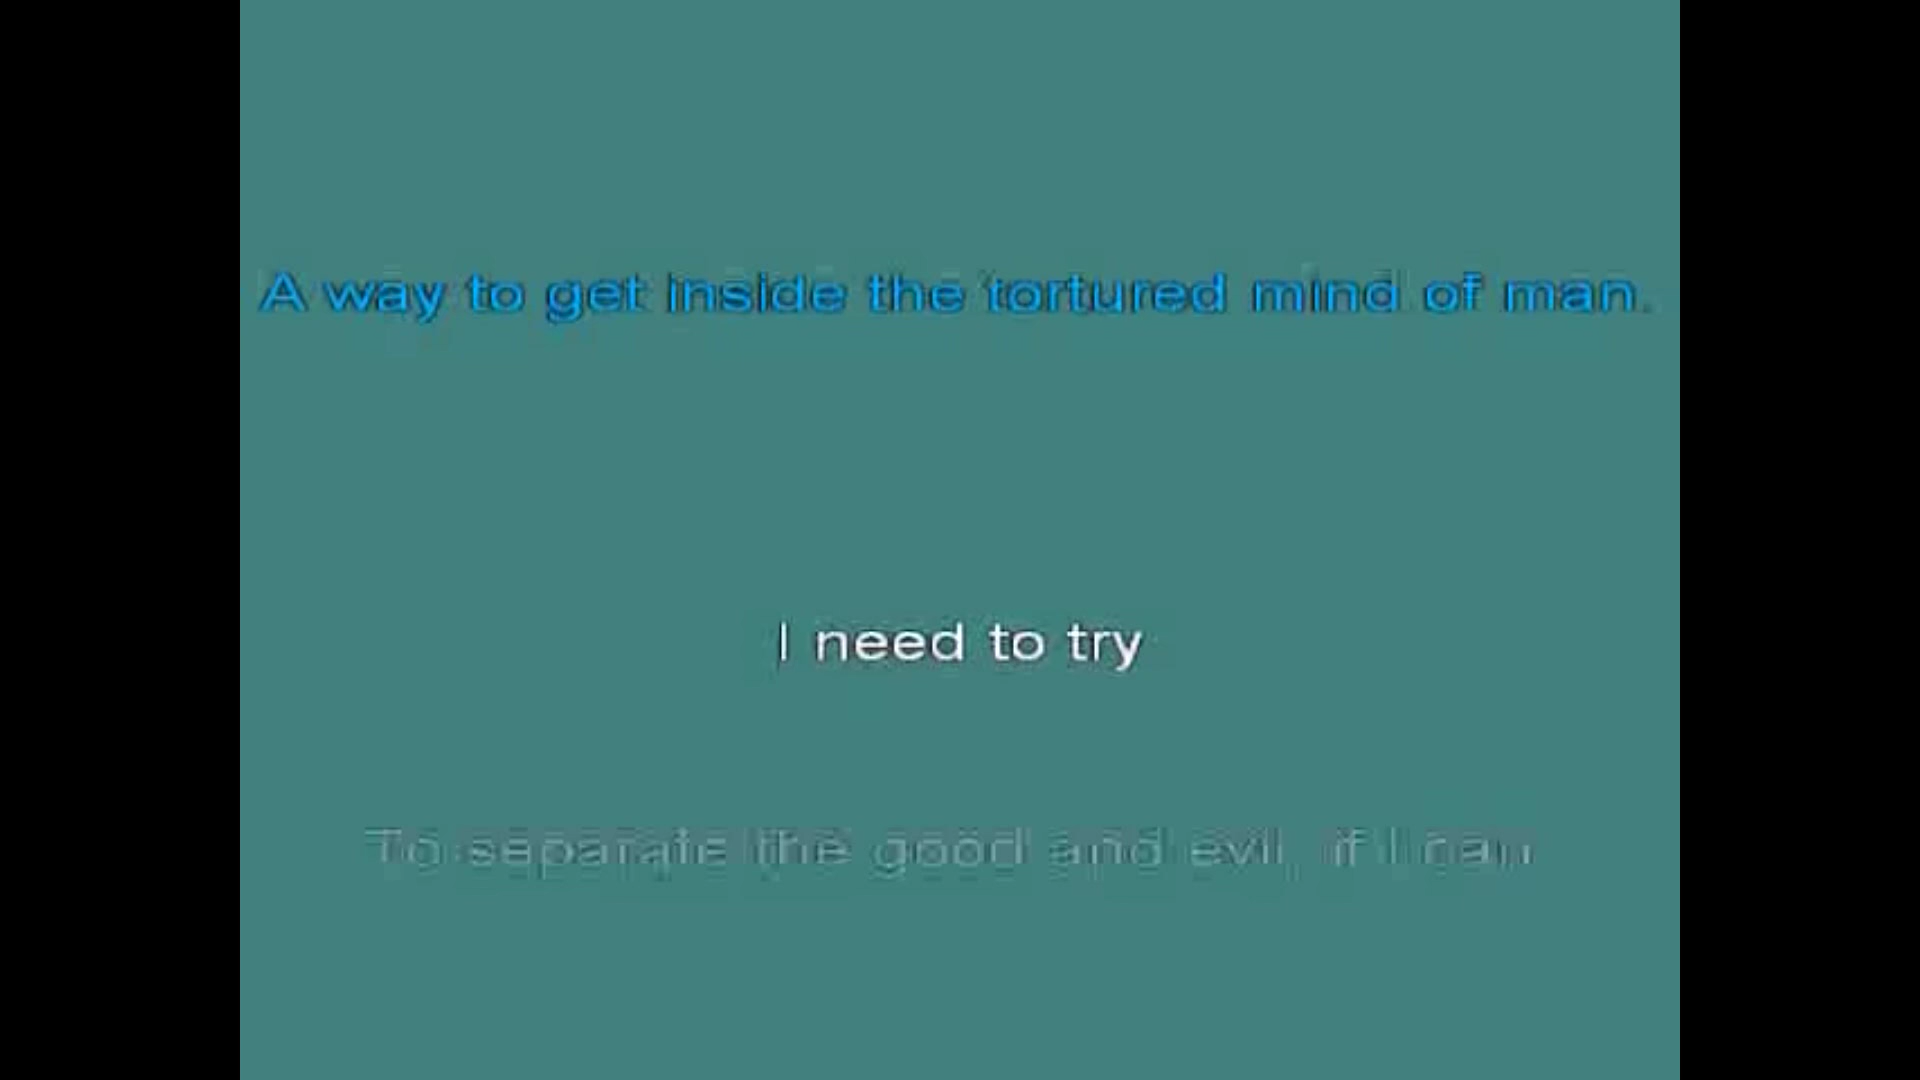 A way to get inside the tortured mind of man.
I need to try
To separate the good and evil, if I can